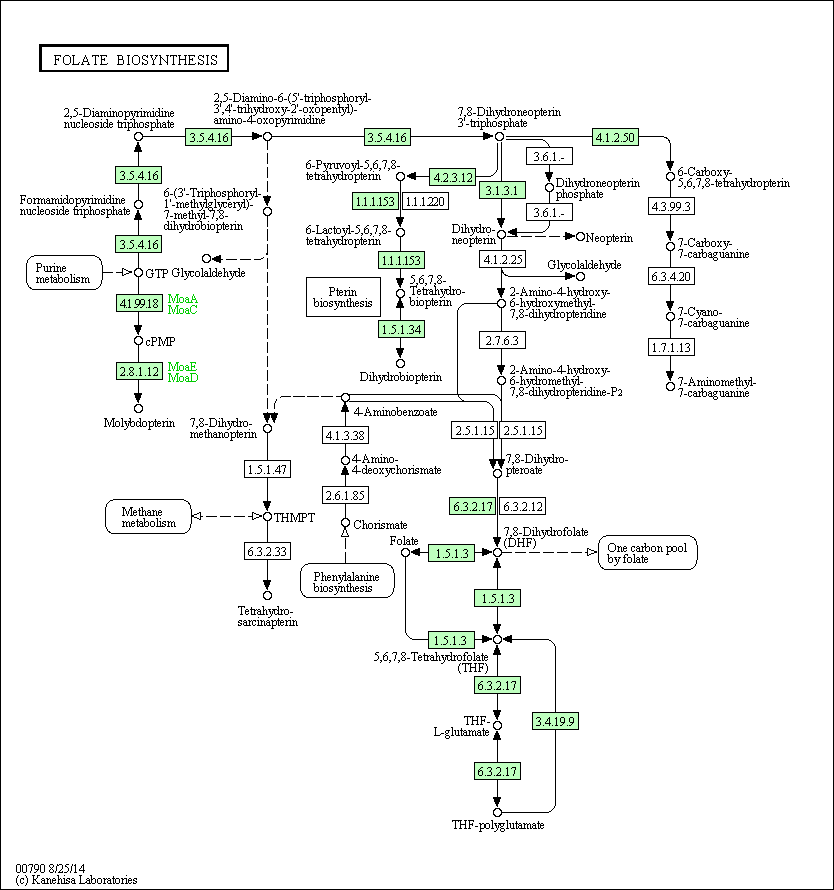 FOLATE BIOSYNTHESIS
2,5-Diaminopyrimidine
nucleoside triphosphate
2,5-Diamino-6-(5'-triphosphoryl-
3',4'-trihydroxy-2'-oxopentyl)-
amino-4-oxopyrimidine
7,8-Dihydroneopterin
3'-triphosphate
3.5.4.16
3.5.4.16
4.1.2.50
3.6.1.-
6-Pyruvoyl-5,6,7,8-
tetrahydropterin
4.2.3.12
3.1.3.1
Dihydroneopterin
phosphate
6-Carboxy-
5,6,7,8-tetrahydropterin
3.5.4.16
Formamidopyrimidine
nucleoside triphosphate
6-(3'-Triphosphoryl-
1'-methylglyceryl)-
7-methyl-7,8-
dihydrobiopterin
1.1.1.153
1.1.1.220
3.6.1.-
4.3.99.3
6-Lactoyl-5,6,7,8-
tetrahydropterin
Dihydro-
neopterin
Neopterin
7-Carboxy-
7-carbaguanine
3.5.4.16
Purine
metabolism
GTP
Glycolaldehyde
1.1.1.153
4.1.2.25
Glycolaldehyde
6.3.4.20
Pterin
biosynthesis
5,6,7,8-
Tetrahydro-
biopterin
2-Amino-4-hydroxy-
6-hydroxymethyl-
7,8-dihydropteridine
4.1.99.18
MoaA
MoaC
7-Cyano-
7-carbaguanine
1.5.1.34
2.7.6.3
1.7.1.13
cPMP
2.8.1.12
MoaE
MoaD
Dihydrobiopterin
2-Amino-4-hydroxy-
6-hydromethyl-
7,8-dihydropteridine-P2
7-Aminomethyl-
7-carbaguanine
Molybdopterin
7,8-Dihydro-
methanopterin
4-Aminobenzoate
4.1.3.38
2.5.1.15
2.5.1.15
1.5.1.47
4-Amino-
4-deoxychorismate
7,8-Dihydro-
pteroate
2.6.1.85
6.3.2.17
6.3.2.12
Methane
metabolism
THMPT
Chorismate
7,8-Dihydrofolate
(DHF)
Folate
1.5.1.3
One carbon pool
by folate
6.3.2.33
Phenylalanine
biosynthesis
1.5.1.3
Tetrahydro-
sarcinapterin
1.5.1.3
5,6,7,8-Tetrahydrofolate
(THF)
6.3.2.17
THF-
L-glutamate
3.4.19.9
6.3.2.17
THF-polyglutamate
00790 8/25/14
(c) Kanehisa Laboratories